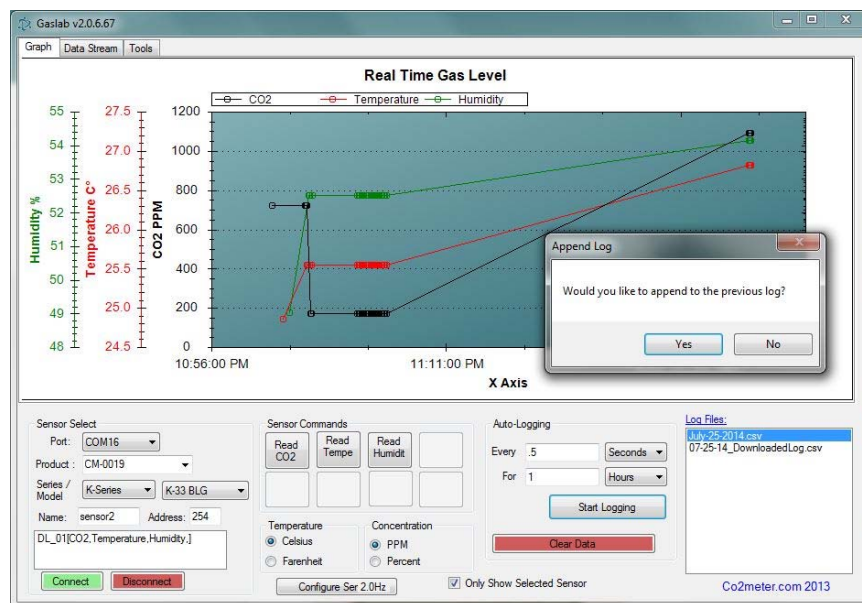 Gaslab v2.0.6.67
Graph Data Stream Tools
Real Time Gas Level
CO2 Temperature Humidity
55 27.5 1200
54 27.0 1000
53 26.5 800
52 26.0 600
51
50 25.5 400
49 25.0 200
48 24.5 0
Humidity %
Temperature C°
CO2 PPM
10:56:00 PM 11:11:00 PM
X Axis
Append Log
Would you like to append to the previous log?
Yes No
Sensor Select
Port: COM16
Product : CM-0019
Series /
Model K-Series K-33 BLG
Name: sensor2 Address: 254
DL_01[CO2,Temperature,Humidity.]
Connect Disconnect
Sensor Commands
Read
CO2
Read
Tempe
Read
Humidit
Temperature
Celsius
Farenheit
Concentration
PPM
Percent
Configure Ser 2.0Hz
Auto-Logging
Every .5 Seconds
For 1 Hours
Start Logging
Clear Data
Only Show Selected Sensor
Log Files:
July-25-2014.csv
07-25-14_DownloadedLog.csv
Co2meter.com 2013